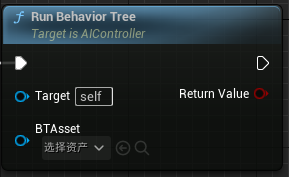 Run Behavior Tree
Target is AIController
Target self
Return Value
BTAsset
选择资产